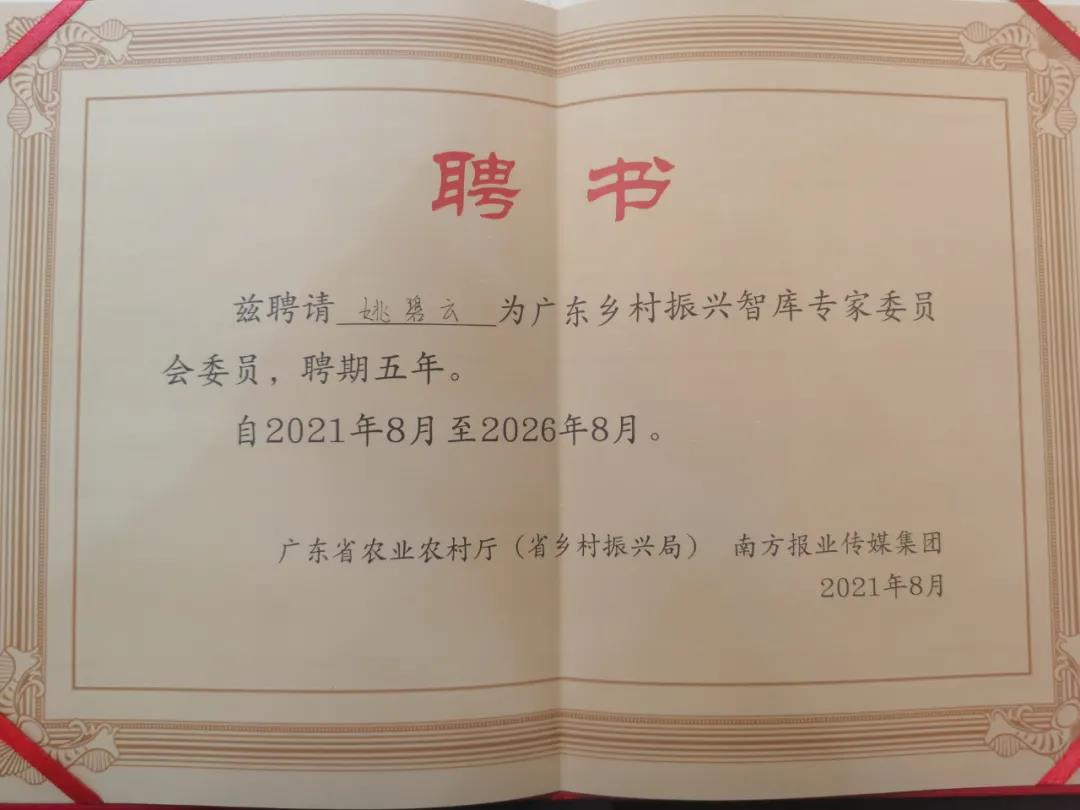 聘书
兹聘请姚碧云为广东乡村振兴智库专家委员
会委员，聘期五年。
自2021年8月至2026年8月。
广东省农业农村厅（省乡村振兴局） 南方报业传媒集团
2021年8月